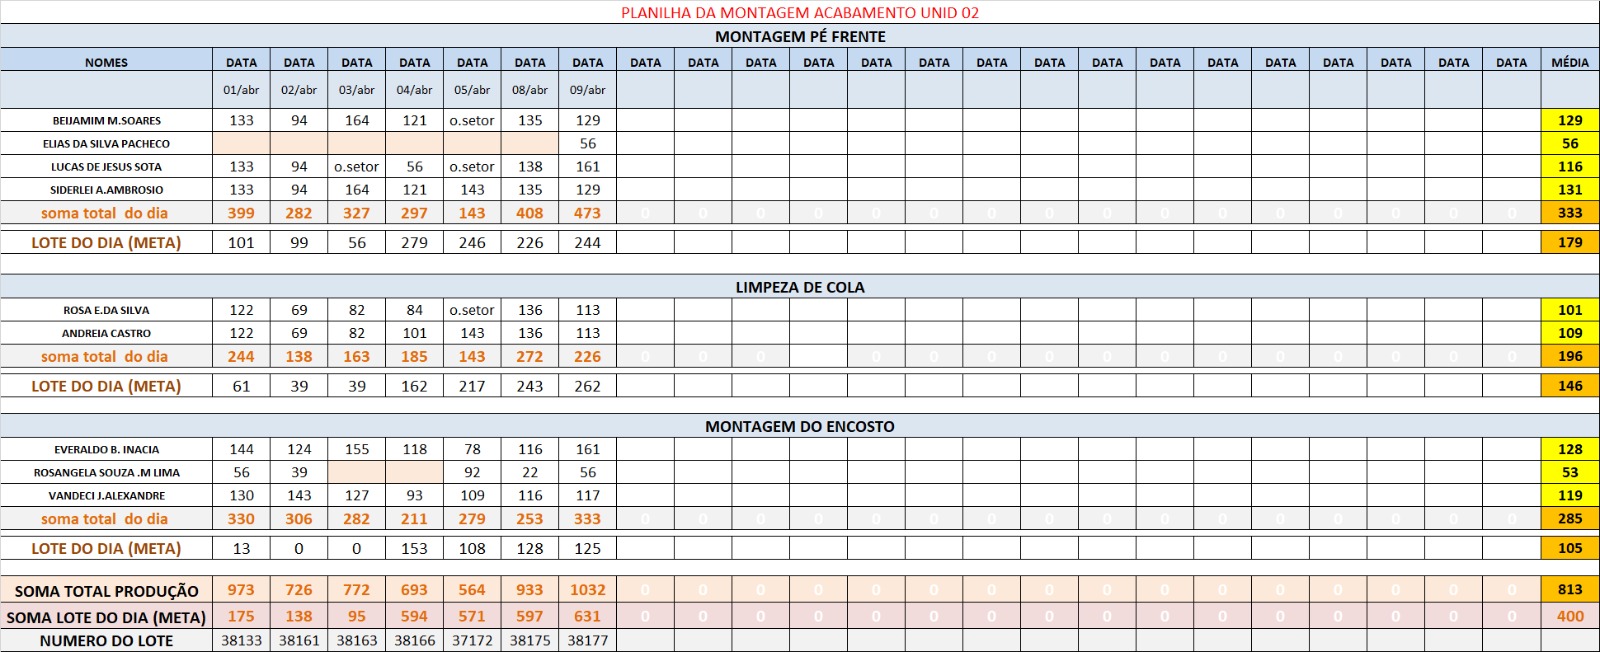 PLANILHA DA MONTAGEM ACABAMENTO UNID 02
MONTAGEM PÉ FRENTE
NOMES DATA DATA DATA DATA DATA DATA DATA DATA DATA DATA DATA DATA DATA DATA DATA DATA DATA DATA DATA DATA DATA DATA DATA MÉDIA
01/abr 02/abr 03/abr 04/abr 05/abr 08/abr 09/abr
BEIJAMIM M.SOARES 133 94 164 121 o.setor 135 129 129
ELIAS DA SILVA PACHECO 56 56
LUCAS DE JESUS SOTA 133 94 o.setor 56 o.setor 138 161 116
SIDERLEI A.AMBROSIO 133 94 164 121 143 135 129 131
soma total do dia 399 282 327 297 143 408 473 0 0 0 0 0 0 0 0 0 0 0 0 0 0 0 0 333
LOTE DO DIA (META) 101 99 56 279 246 226 244 179
LIMPEZA DE COLA
ROSA E.DA SILVA 122 69 82 84 o.setor 136 113 101
ANDREIA CASTRO 122 69 82 101 143 136 113 109
soma total do dia 244 138 163 185 143 272 226 0 0 0 0 0 0 0 0 0 0 0 0 0 0 0 196
LOTE DO DIA (META) 61 39 39 162 217 243 262 146
MONTAGEM DO ENCOSTO
EVERALDO B. INACIA 144 124 155 118 78 116 161 128
ROSANGELA SOUZA .M LIMA 56 39 92 22 56 53
VANDECI J.ALEXANDRE 130 143 127 93 109 116 117 119
soma total do dia 330 306 282 211 279 253 333 0 0 0 0 0 0 0 0 0 0 0 0 0 0 0 0 285
LOTE DO DIA (META) 13 0 0 153 108 128 125 105
SOMA TOTAL PRODUÇÃO 973 726 772 693 564 933 1032 0 0 0 0 0 0 0 0 0 0 0 0 0 0 0 0 813
SOMA LOTE DO DIA (META) 175 138 95 594 571 597 631 0 0 0 0 0 0 0 0 0 0 0 0 0 0 0 0 400
NUMERO DO LOTE 38133 38161 38163 38166 37172 38175 38177